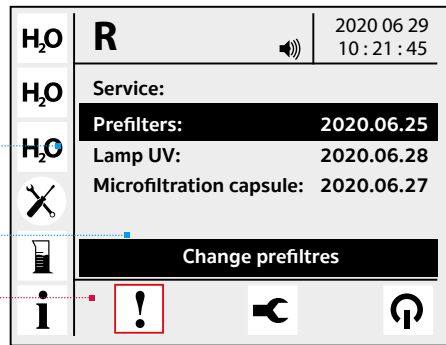 H₂O
R
2020 06 29
10 : 21 : 45
H₂O
Service:
Prefilters: 2020.06.25
H₂O
Lamp UV: 2020.06.28
Microfiltration capsule: 2020.06.27
Change prefiltres
i
!